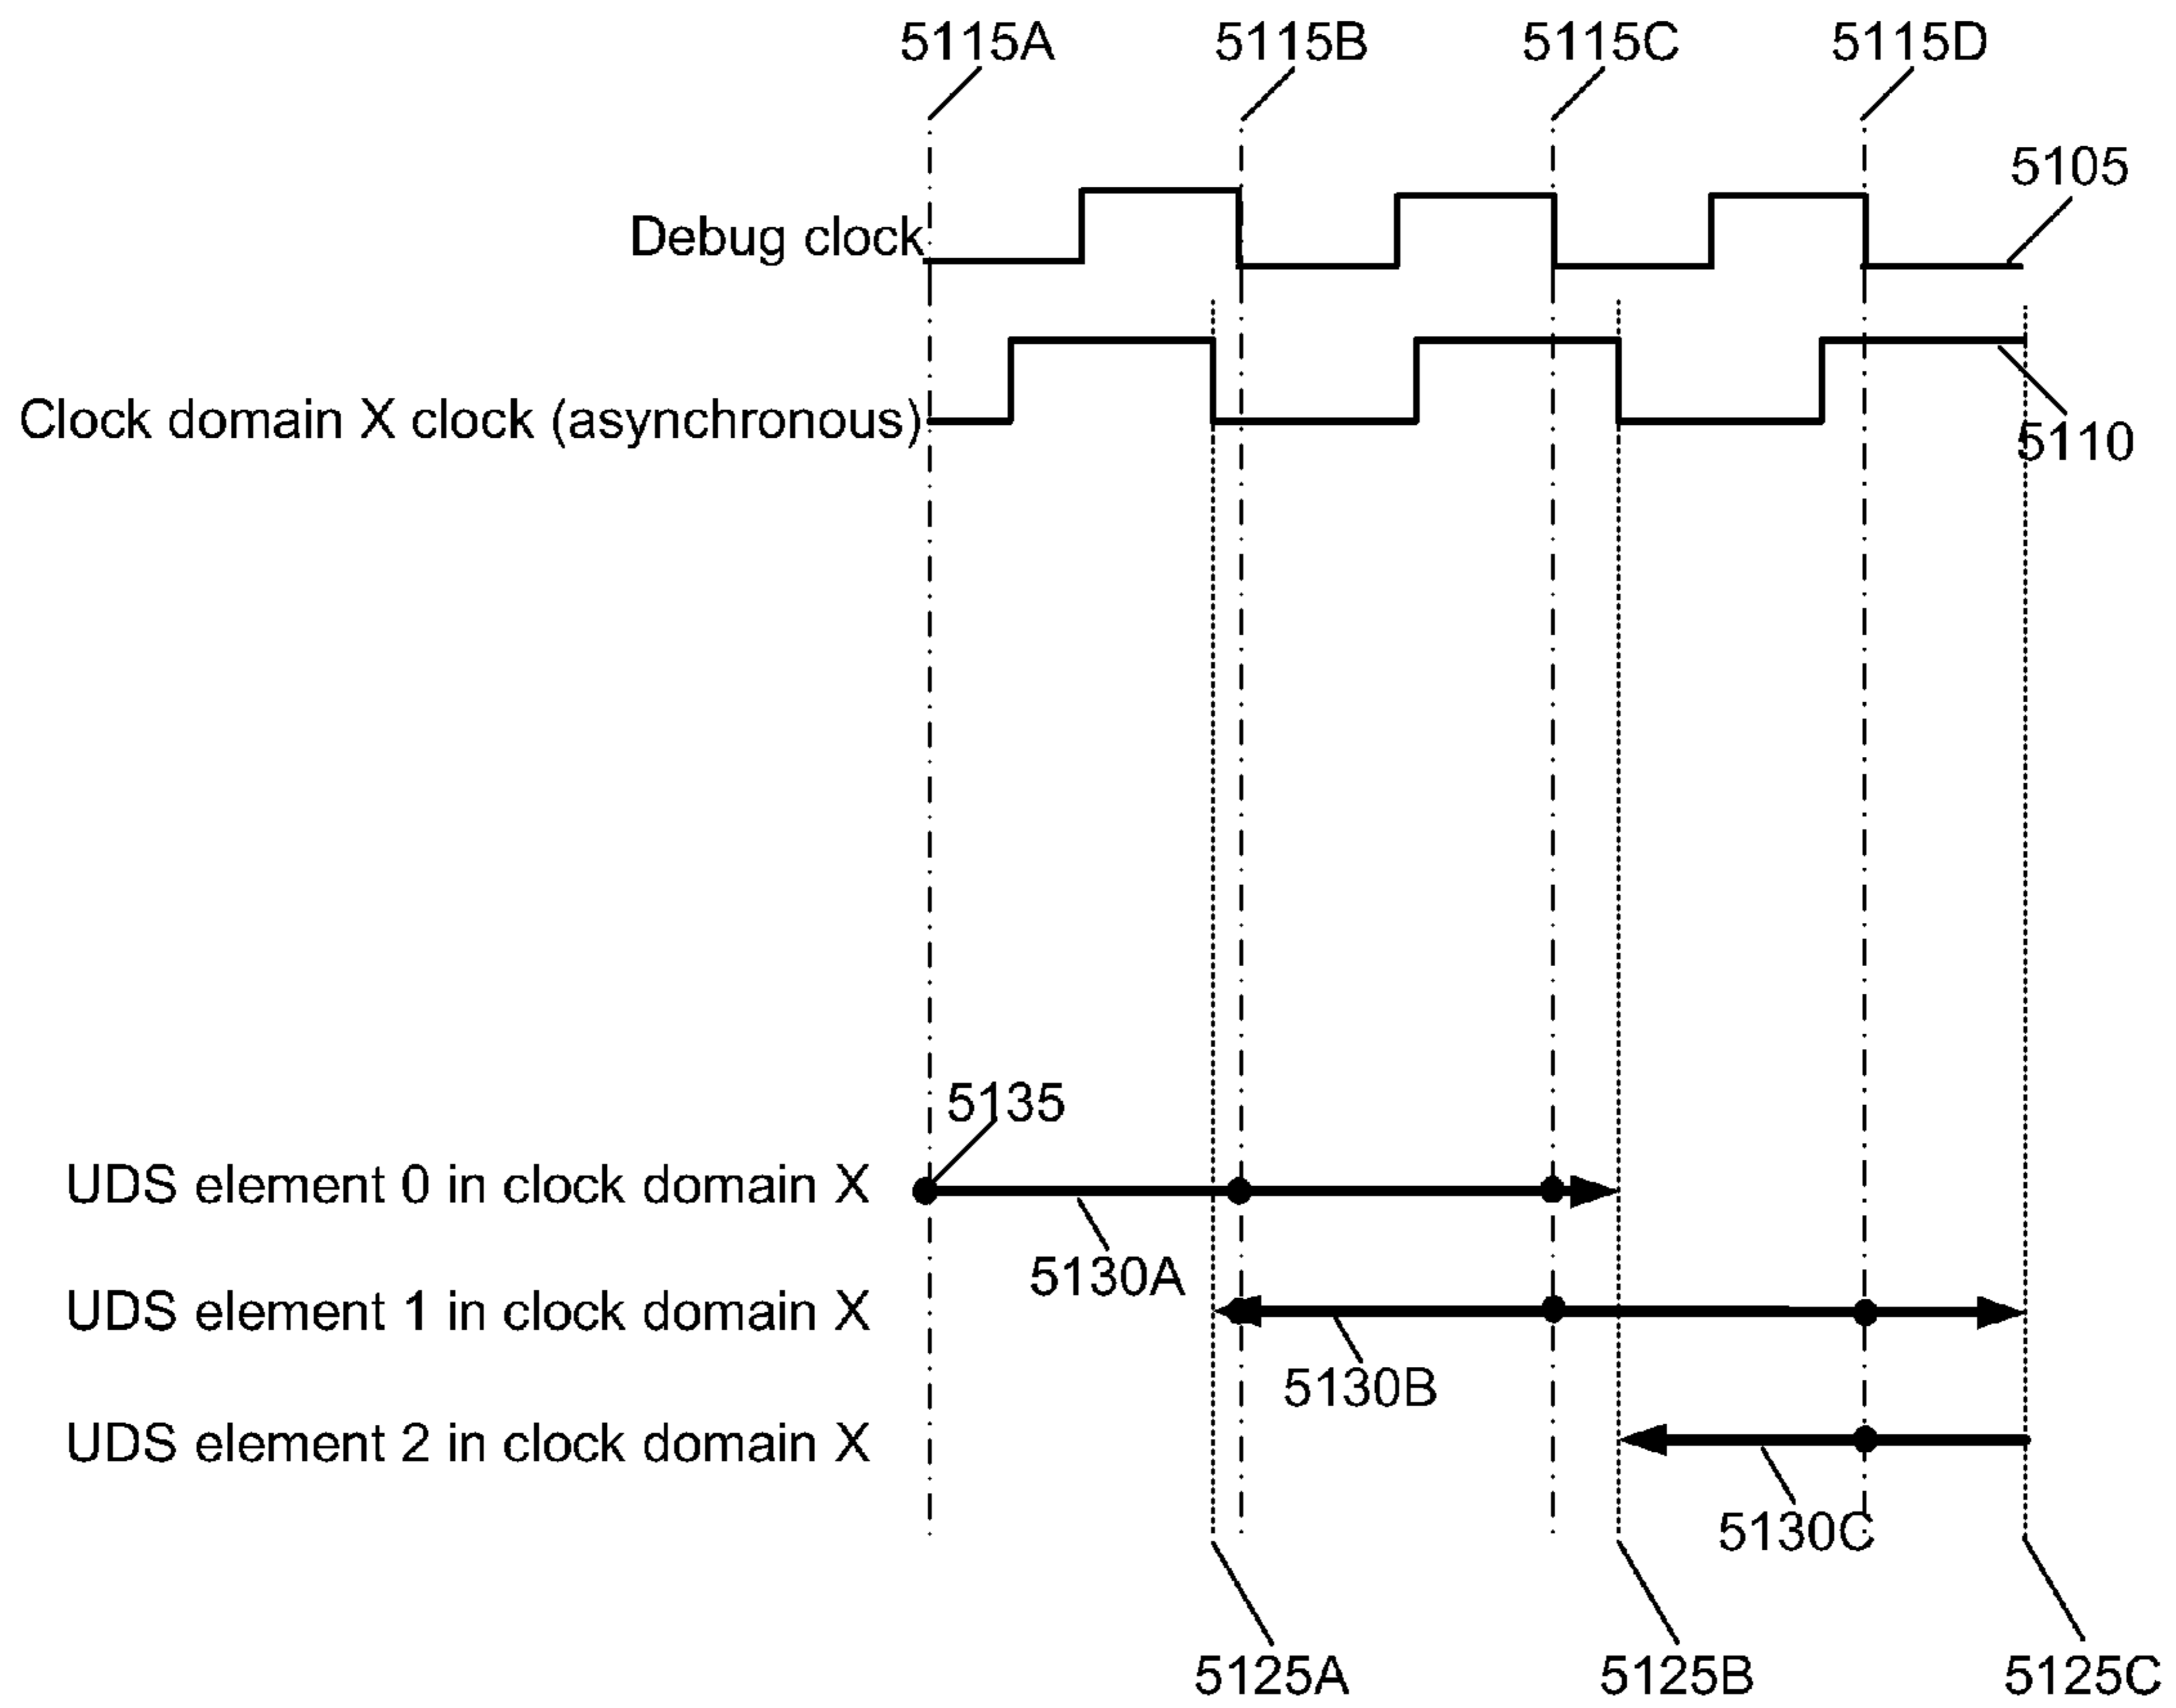 5115A 5115B 5115C 5115D
5105
Debug clock
Clock domain X clock (asynchronous)
5110
5135
UDS element 0 in clock domain X
5130A
UDS element 1 in clock domain X
5130B
UDS element 2 in clock domain X
5130C
5125A 5125B 5125C